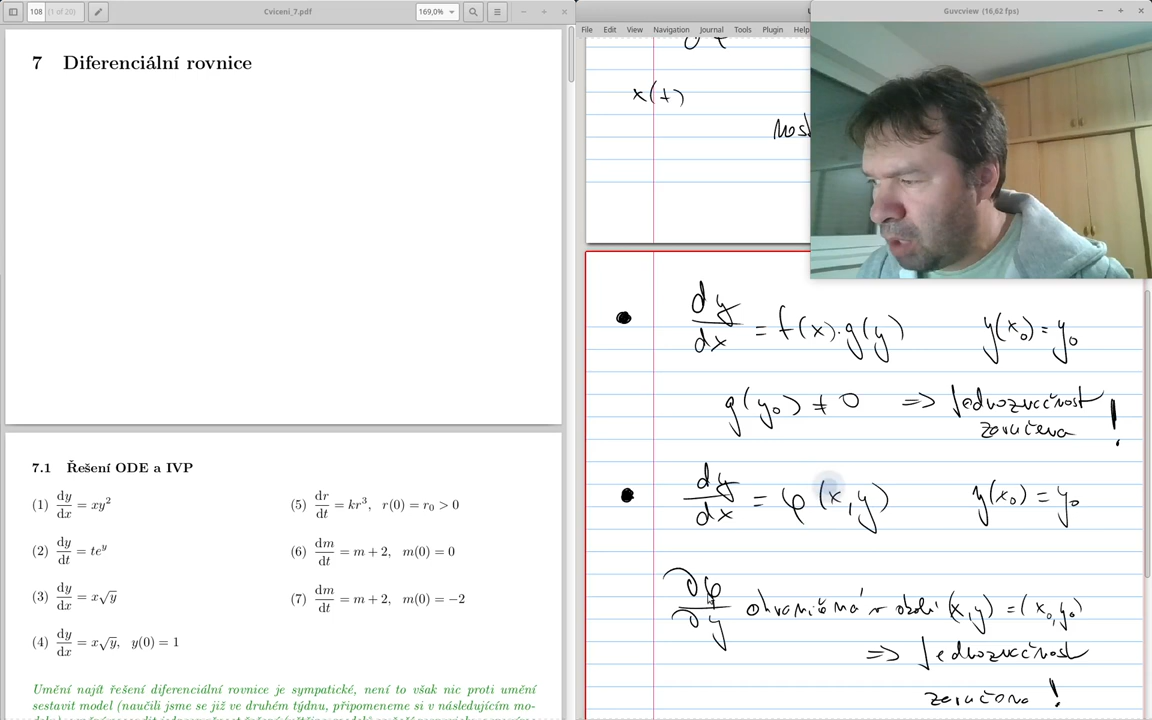 108 (1 of 20)
Cviceni_7.pdf
169,0%
7 Diferenciální rovnice
7.1 Řešení ODE a IVP
(1) dy/dx = xy²
(2) dy/dt = te^y
(3) dy/dx = x√y
(4) dy/dx = x√y, y(0) = 1
(5) dr/dt = kr³, r(0) = r₀ > 0
(6) dm/dt = m + 2, m(0) = 0
(7) dm/dt = m + 2, m(0) = −2
Umění najít řešení diferenciální rovnice je sympatické, není to však nic proti umění
sestavit model (naučili jsme se již ve druhém týdnu, připomeneme si v následujícím mo-
File Edit View Navigation Journal Tools Plugin Help
Guvcview (16,62 fps)
x(t)
dy/dx = f(x)·g(y) y(x₀) = y₀
g(y₀) ≠ 0 => Jednoznačnost
zaručena !
dy/dx = φ(x,y) y(x₀) = y₀
∂φ/∂y ohraničená v okolí (x,y) = (x₀,y₀)
=> Jednoznačnost
zaručena !